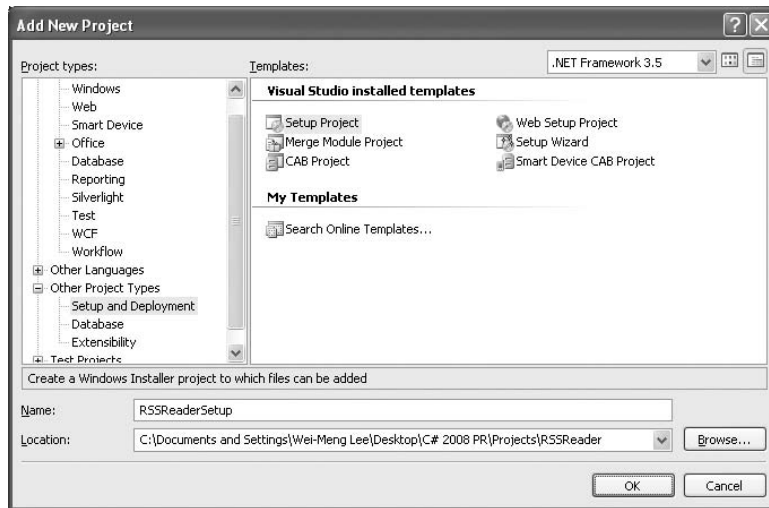 Add New Project
Project types:
Templates:
.NET Framework 3.5
Windows
Web
Smart Device
Office
Database
Reporting
Silverlight
Test
WCF
Workflow
Other Languages
Other Project Types
Setup and Deployment
Database
Extensibility
Test Projects
Visual Studio installed templates
Setup Project
Merge Module Project
CAB Project
Web Setup Project
Setup Wizard
Smart Device CAB Project
My Templates
Search Online Templates...
Create a Windows Installer project to which files can be added
Name:
RSSReaderSetup
Location:
C:\Documents and Settings\Wei-Meng Lee\Desktop\C# 2008 PR\Projects\RSSReader
Browse...
OK
Cancel